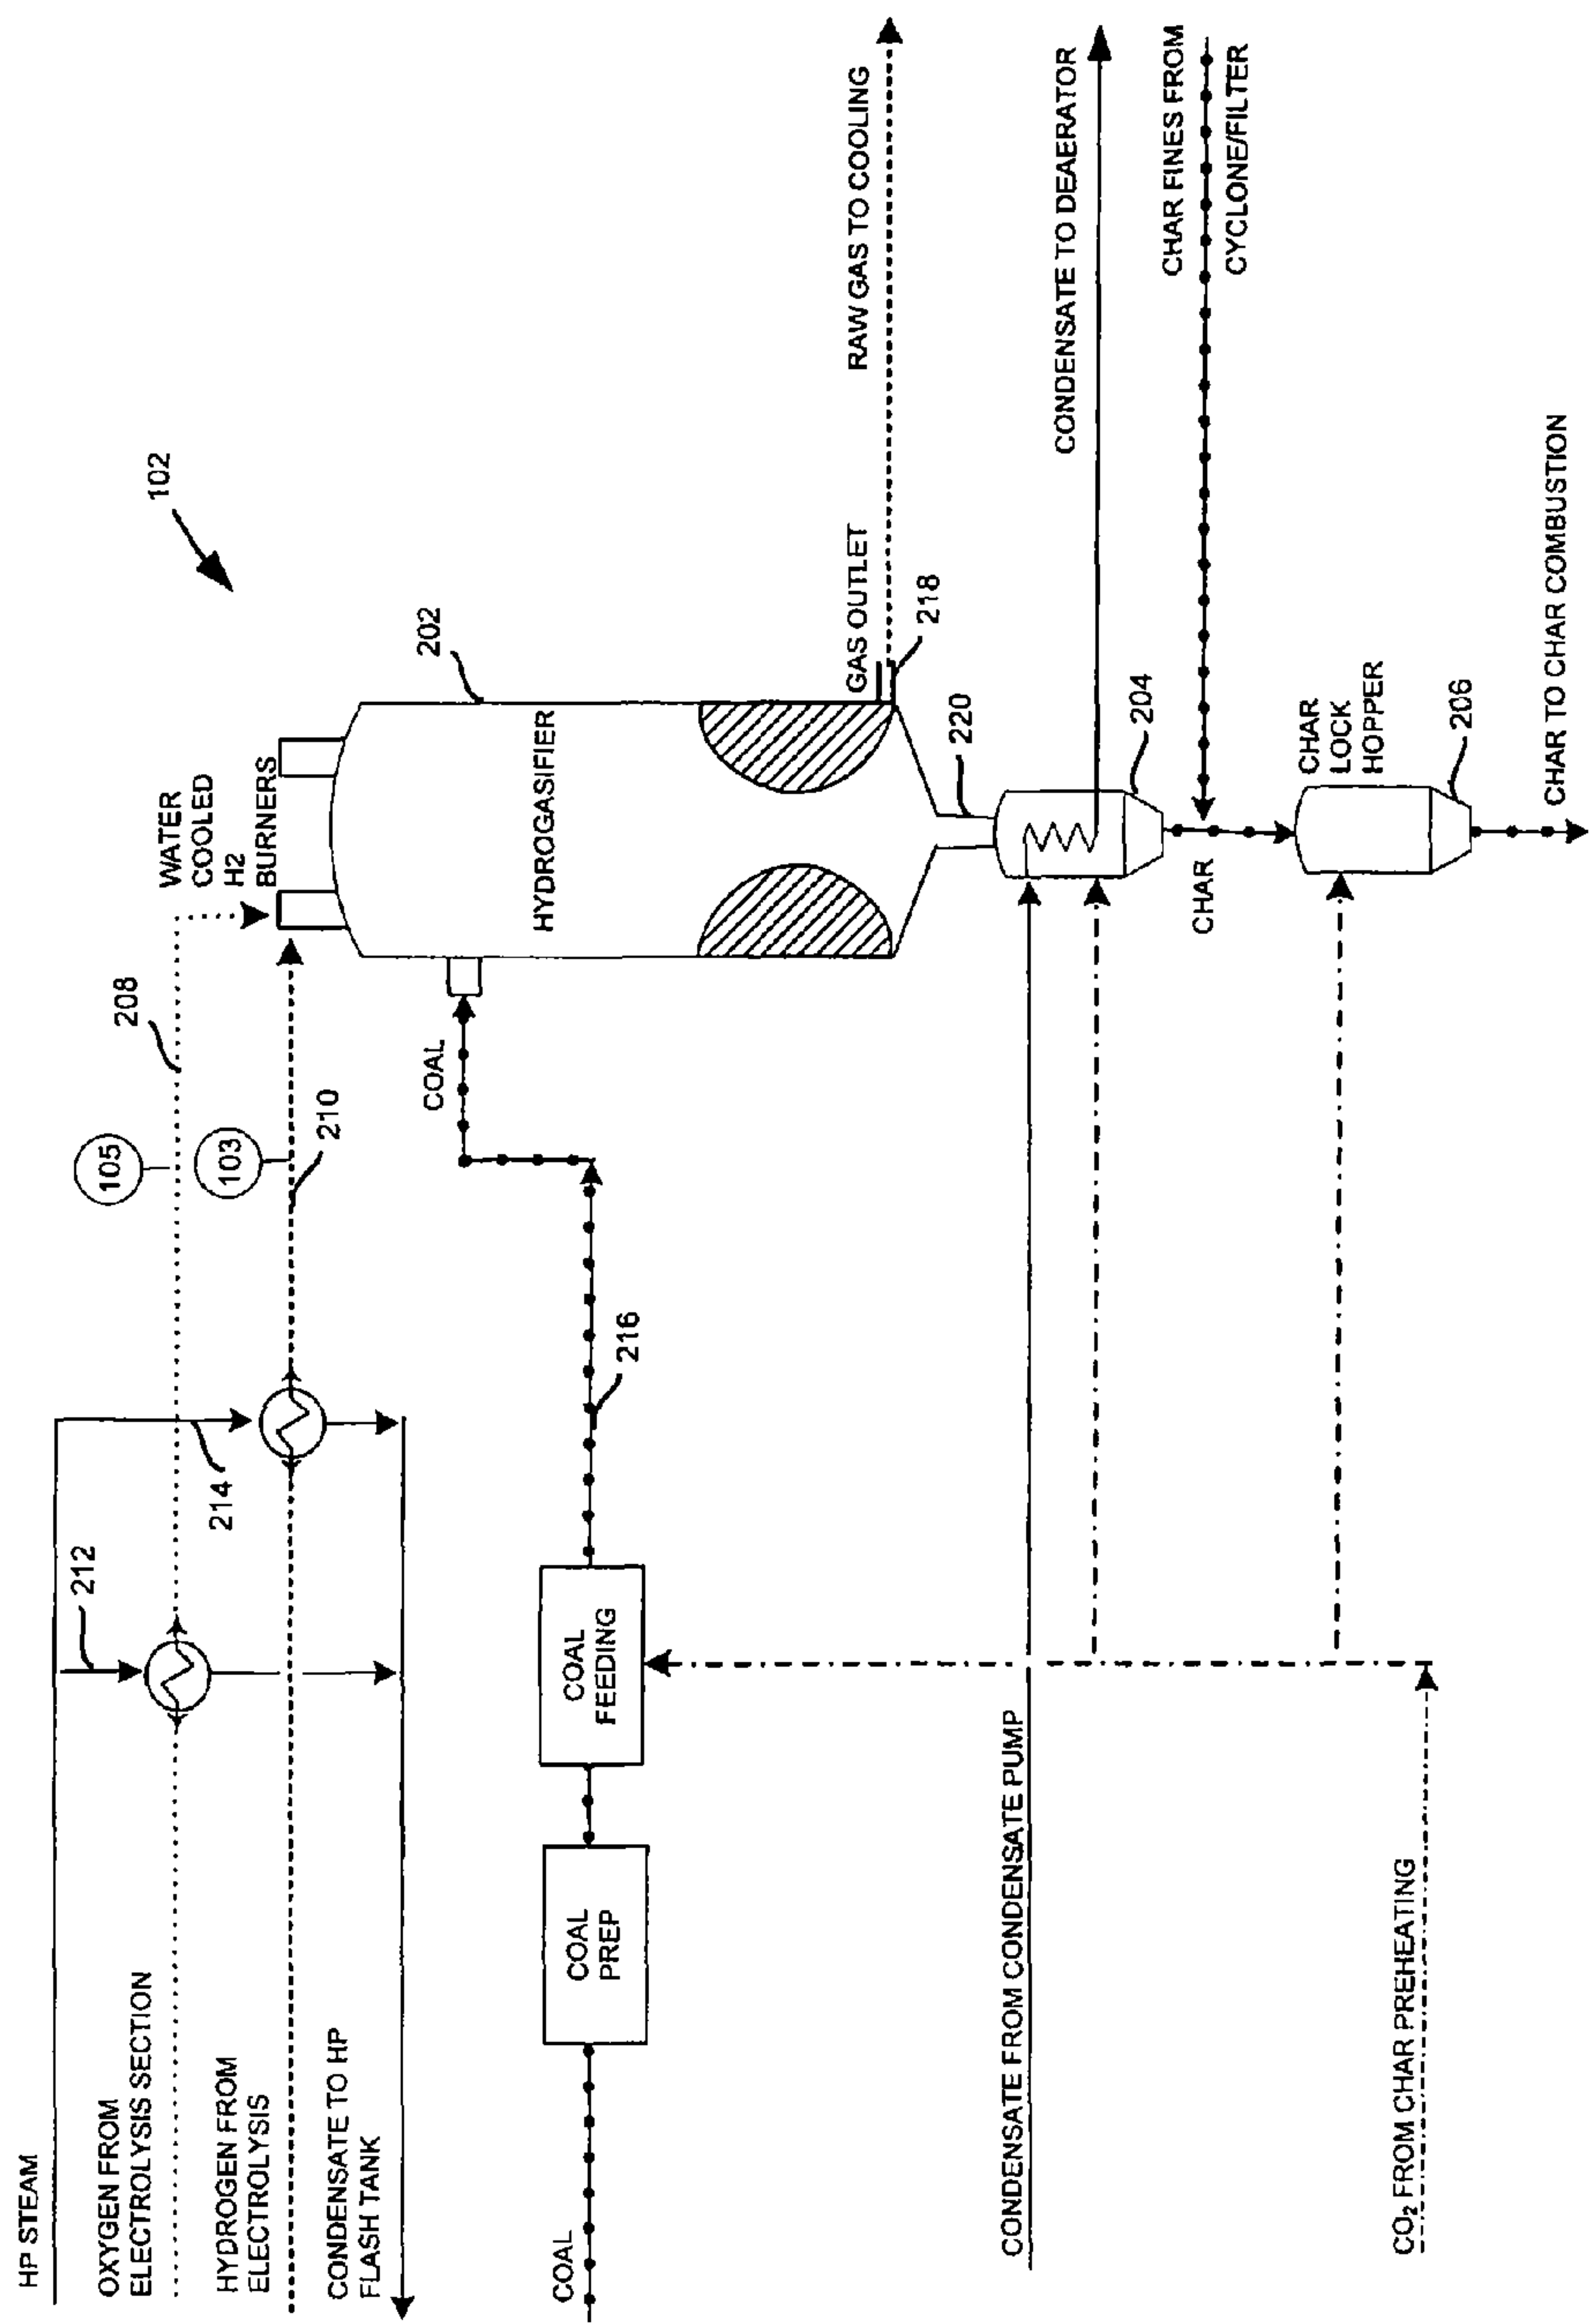 HP STEAM
OXYGEN FROM
ELECTROLYSIS SECTION
HYDROGEN FROM
ELECTROLYSIS
CONDENSATE TO HP
FLASH TANK
212
214
105
103
208
210
WATER
COOLED
H2
BURNERS
102
202
HYDROGASIFIER
COAL
COAL
PREP
COAL
FEEDING
216
COAL
GAS OUTLET
218
RAW GAS TO COOLING
220
CONDENSATE FROM CONDENSATE PUMP
204
CONDENSATE TO DEAERATOR
CHAR
CHAR FINES FROM
CYCLONE/FILTER
CHAR
LOCK
HOPPER
206
CO₂ FROM CHAR PREHEATING
CHAR TO CHAR COMBUSTION